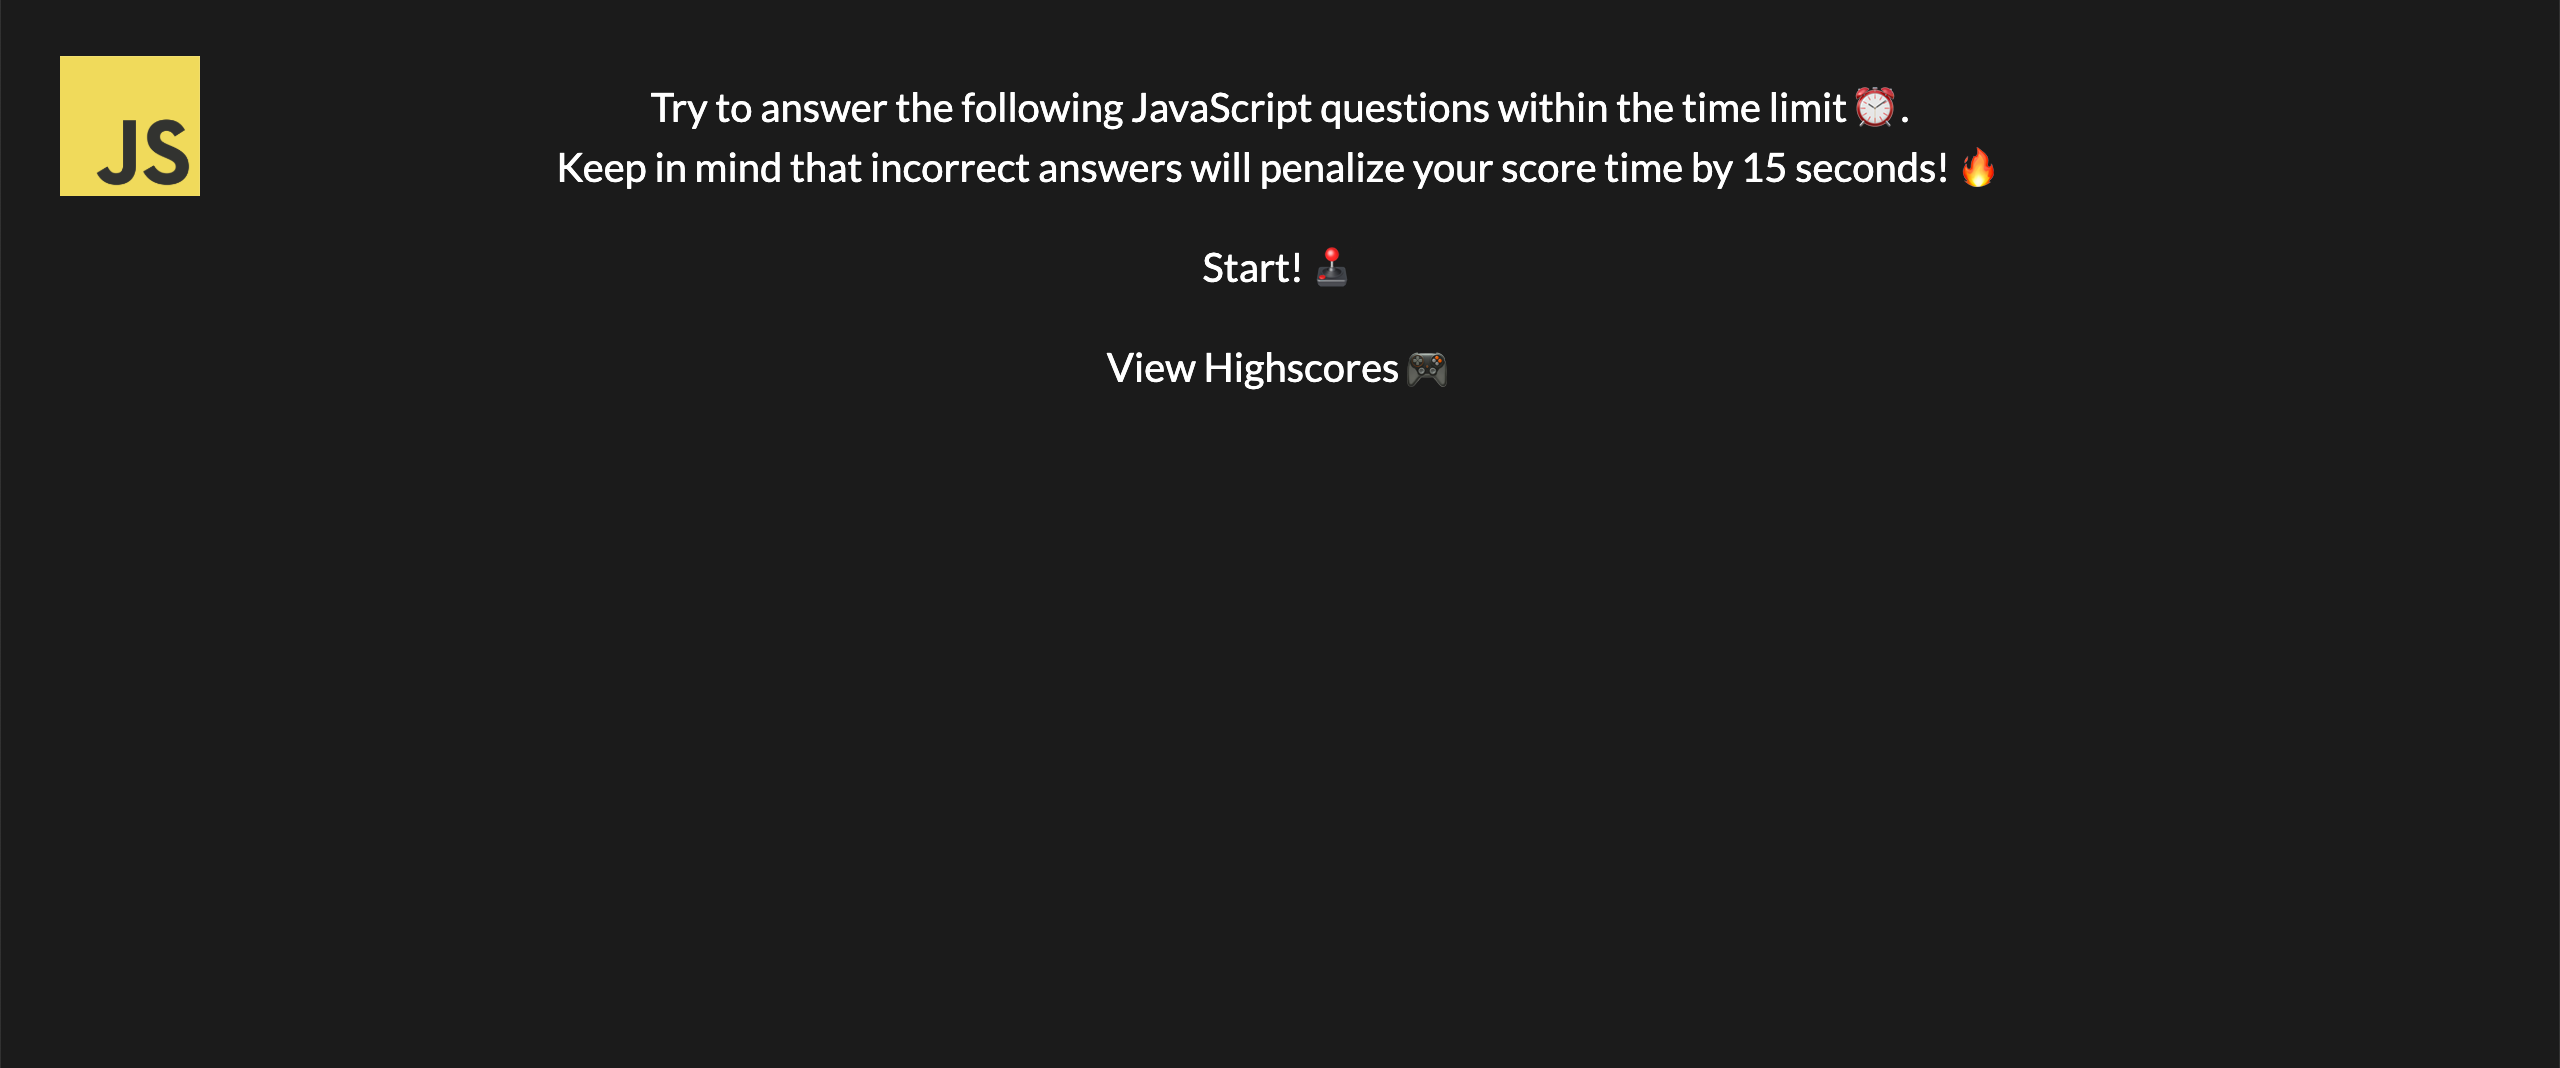 JS
Try to answer the following JavaScript questions within the time limit ⏰.
Keep in mind that incorrect answers will penalize your score time by 15 seconds! 🔥
Start! 🕹️
View Highscores 🎮